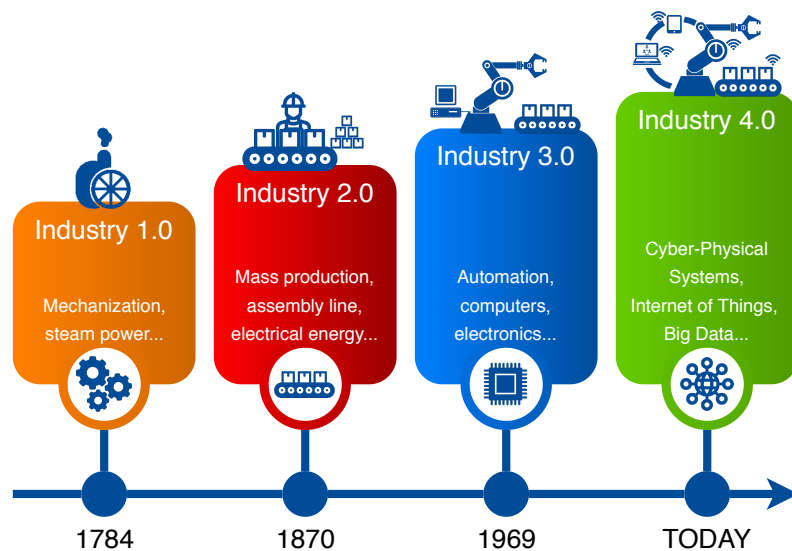 Industry 1.0
Mechanization,
steam power...
1784
Industry 2.0
Mass production,
assembly line,
electrical energy...
1870
Industry 3.0
Automation,
computers,
electronics...
1969
Industry 4.0
Cyber-Physical
Systems,
Internet of Things,
Big Data...
TODAY